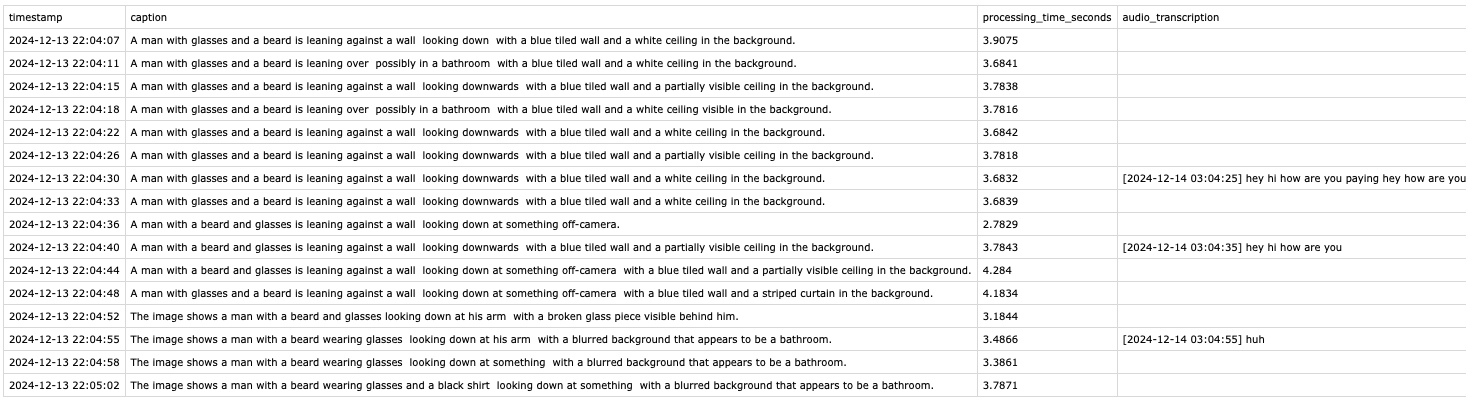 timestamp caption processing_time_seconds audio_transcription
2024-12-13 22:04:07 A man with glasses and a beard is leaning against a wall  looking down  with a blue tiled wall and a white ceiling in the background. 3.9075
2024-12-13 22:04:11 A man with glasses and a beard is leaning over  possibly in a bathroom  with a blue tiled wall and a white ceiling in the background. 3.6841
2024-12-13 22:04:15 A man with glasses and a beard is leaning against a wall  looking downwards  with a blue tiled wall and a partially visible ceiling in the background. 3.7838
2024-12-13 22:04:18 A man with glasses and a beard is leaning over  possibly in a bathroom  with a blue tiled wall and a white ceiling visible in the background. 3.7816
2024-12-13 22:04:22 A man with glasses and a beard is leaning against a wall  looking downwards  with a blue tiled wall and a white ceiling in the background. 3.6842
2024-12-13 22:04:26 A man with glasses and a beard is leaning against a wall  looking downwards  with a blue tiled wall and a partially visible ceiling in the background. 3.7818
2024-12-13 22:04:30 A man with glasses and a beard is leaning against a wall  looking downwards  with a blue tiled wall and a white ceiling in the background. 3.6832 [2024-12-14 03:04:25] hey hi how are you paying hey how are you
2024-12-13 22:04:33 A man with glasses and a beard is leaning against a wall  looking downwards  with a blue tiled wall and a white ceiling in the background. 3.6839
2024-12-13 22:04:36 A man with a beard and glasses is leaning against a wall  looking down at something off-camera. 2.7829
2024-12-13 22:04:40 A man with a beard and glasses is leaning against a wall  looking downwards  with a blue tiled wall and a partially visible ceiling in the background. 3.7843 [2024-12-14 03:04:35] hey hi how are you
2024-12-13 22:04:44 A man with a beard and glasses is leaning against a wall  looking down at something off-camera  with a blue tiled wall and a partially visible ceiling in the background. 4.284
2024-12-13 22:04:48 A man with glasses and a beard is leaning against a wall  looking down at something off-camera  with a blue tiled wall and a striped curtain in the background. 4.1834
2024-12-13 22:04:52 The image shows a man with a beard and glasses looking down at his arm  with a broken glass piece visible behind him. 3.1844
2024-12-13 22:04:55 The image shows a man with a beard wearing glasses  looking down at his arm  with a blurred background that appears to be a bathroom. 3.4866 [2024-12-14 03:04:55] huh
2024-12-13 22:04:58 The image shows a man with a beard wearing glasses  looking down at something  with a blurred background that appears to be a bathroom. 3.3861
2024-12-13 22:05:02 The image shows a man with a beard wearing glasses and a black shirt  looking down at something  with a blurred background that appears to be a bathroom. 3.7871